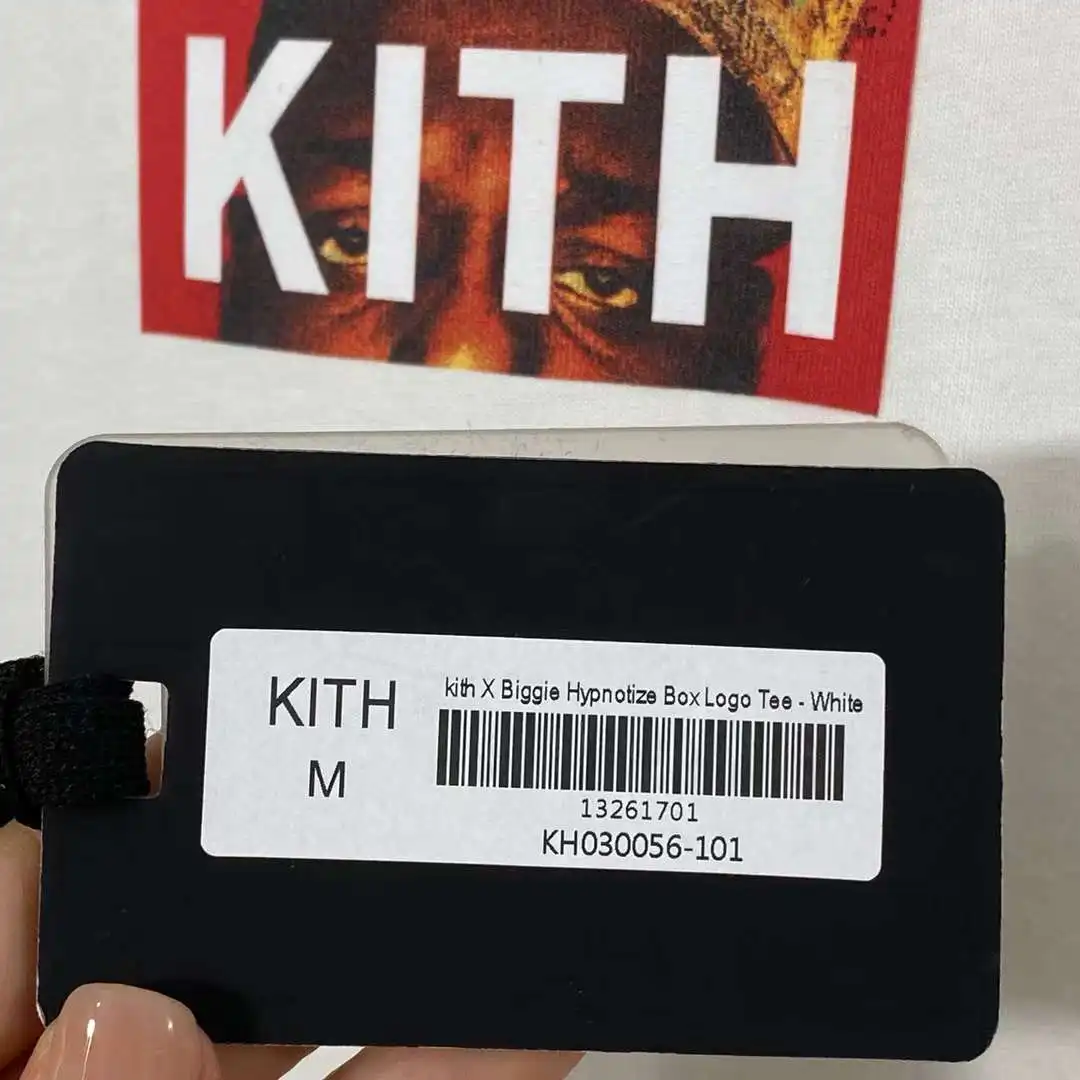 KITH
KITH
M
kith X Biggie Hypnotize Box Logo Tee - White
13261701
KH030056-101